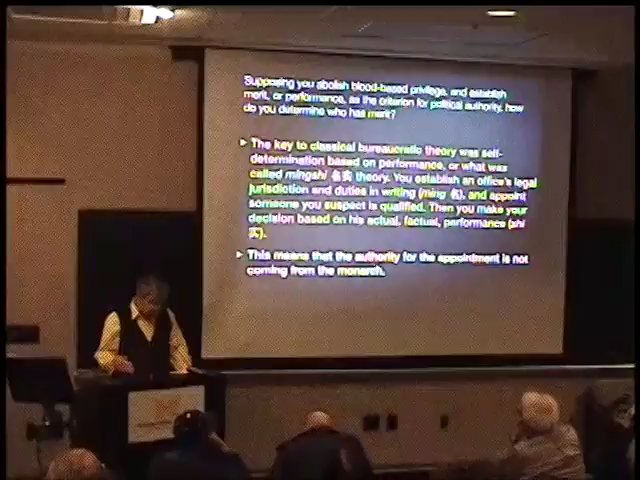 Supposing you abolish blood-based privilege, and establish
merit, or performance, as the criterion for political authority, how
do you determine who has merit?
The key to classical bureaucratic theory was self-
determination based on performance, or what was
called mingshi 名实 theory. You establish an office's legal
jurisdiction and duties in writing (ming 名), and appoint
someone you suspect is qualified. Then you make your
decision based on his actual, factual, performance (shi
实).
This means that the authority for the appointment is not
coming from the monarch.